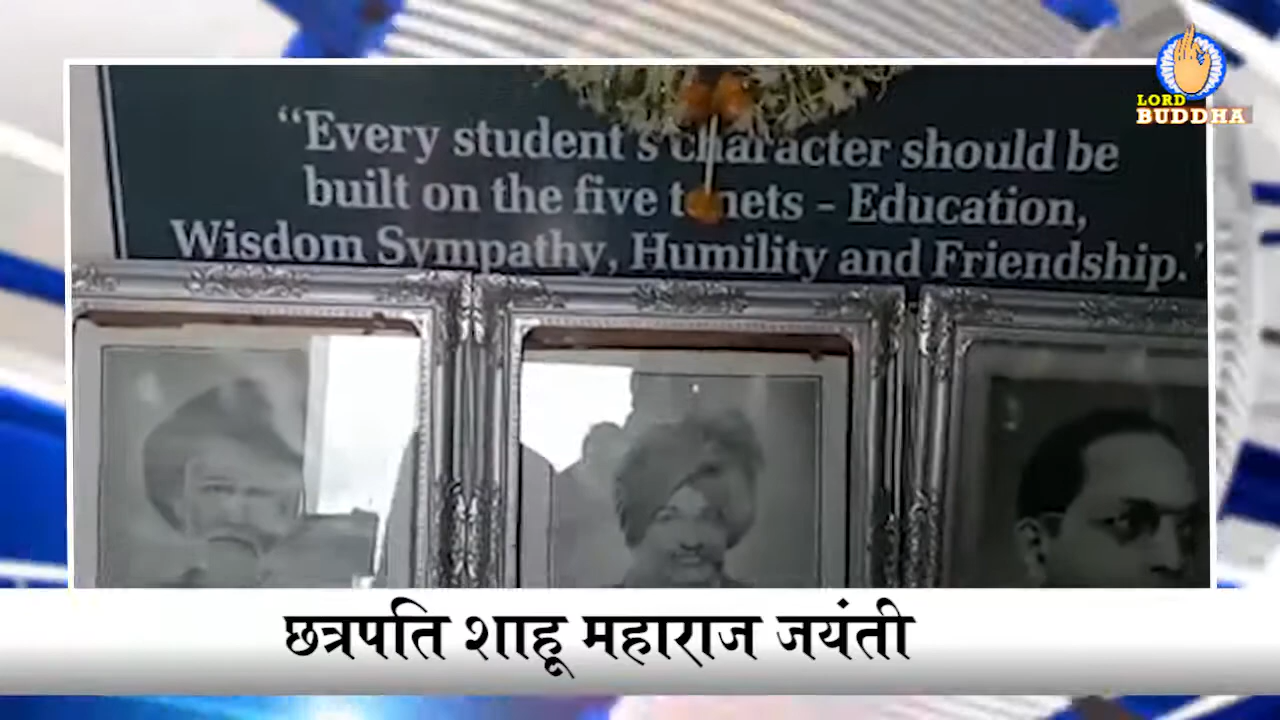 LORD
BUDDHA
“Every student's character should be
built on the five tenets – Education,
Wisdom Sympathy, Humility and Friendship.”
छत्रपति शाहू महाराज जयंती